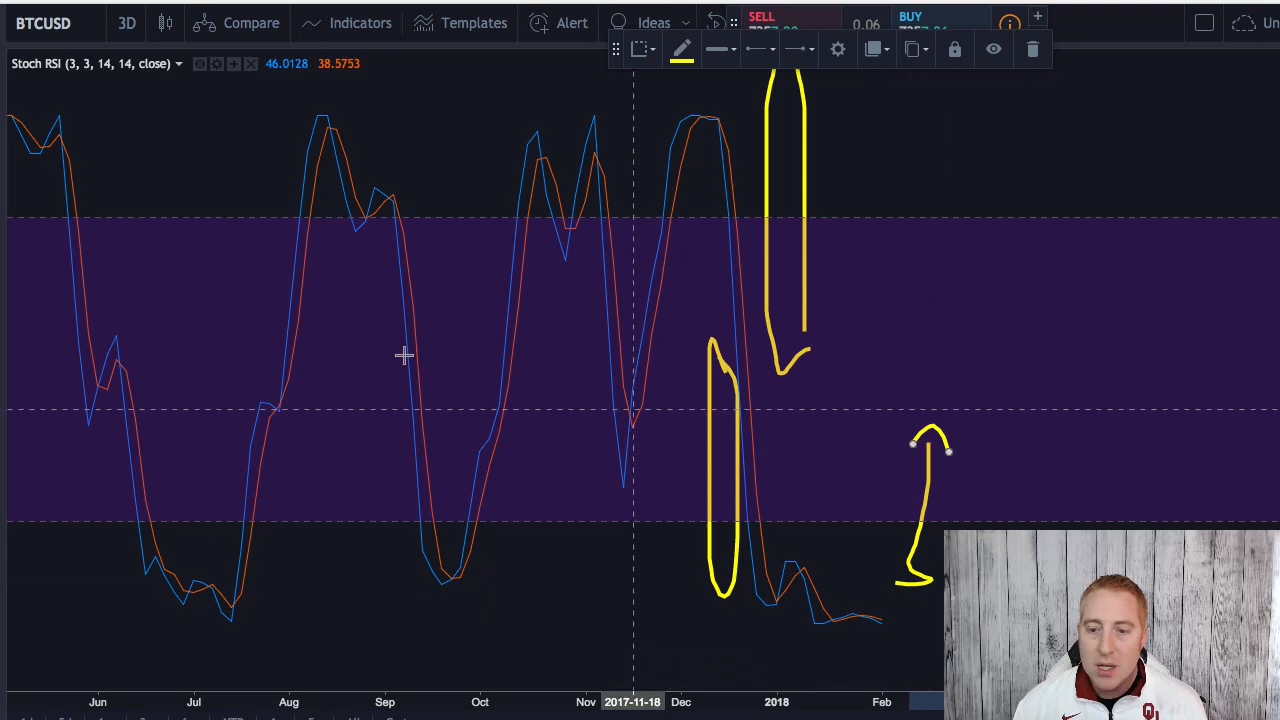 BTCUSD 3D Compare Indicators Templates Alert Ideas SELL 0.06 BUY Un
Stoch RSI (3, 3, 14, 14, close) 46.0128 38.5753
Jun Jul Aug Sep Oct Nov 2017-11-18 Dec 2018 Feb